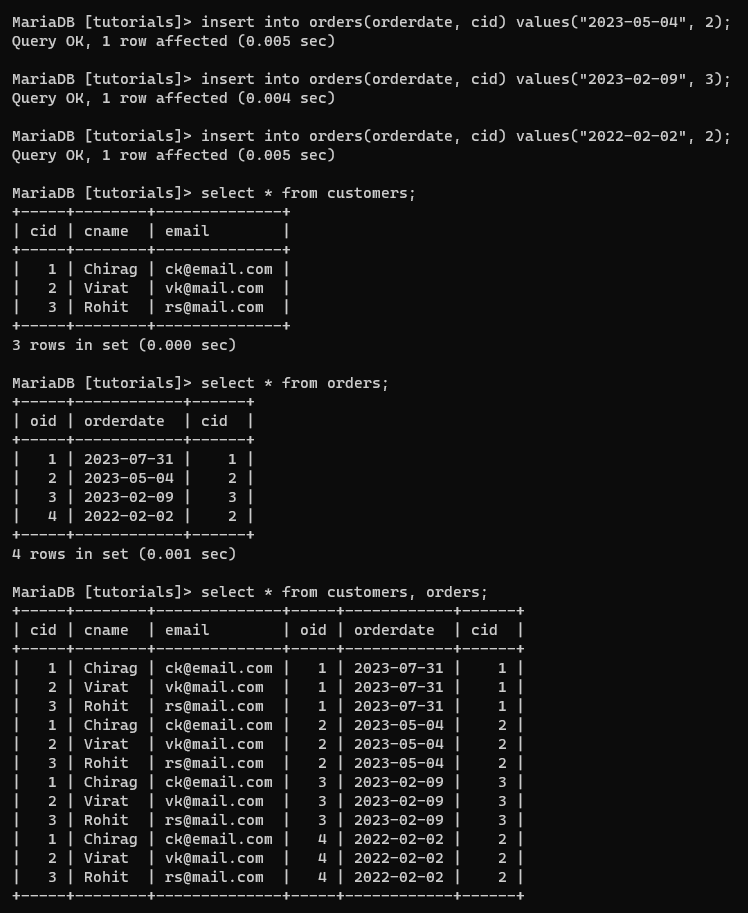 MariaDB [tutorials]> insert into orders(orderdate, cid) values("2023-05-04", 2);
Query OK, 1 row affected (0.005 sec)

MariaDB [tutorials]> insert into orders(orderdate, cid) values("2023-02-09", 3);
Query OK, 1 row affected (0.004 sec)

MariaDB [tutorials]> insert into orders(orderdate, cid) values("2022-02-02", 2);
Query OK, 1 row affected (0.005 sec)

MariaDB [tutorials]> select * from customers;
+-----+--------+--------------+
| cid | cname  | email        |
+-----+--------+--------------+
|   1 | Chirag | ck@email.com |
|   2 | Virat  | vk@mail.com  |
|   3 | Rohit  | rs@mail.com  |
+-----+--------+--------------+
3 rows in set (0.000 sec)

MariaDB [tutorials]> select * from orders;
+-----+------------+------+
| oid | orderdate  | cid  |
+-----+------------+------+
|   1 | 2023-07-31 |    1 |
|   2 | 2023-05-04 |    2 |
|   3 | 2023-02-09 |    3 |
|   4 | 2022-02-02 |    2 |
+-----+------------+------+
4 rows in set (0.001 sec)

MariaDB [tutorials]> select * from customers, orders;
+-----+--------+--------------+-----+------------+------+
| cid | cname  | email        | oid | orderdate  | cid  |
+-----+--------+--------------+-----+------------+------+
|   1 | Chirag | ck@email.com |   1 | 2023-07-31 |    1 |
|   2 | Virat  | vk@mail.com  |   1 | 2023-07-31 |    1 |
|   3 | Rohit  | rs@mail.com  |   1 | 2023-07-31 |    1 |
|   1 | Chirag | ck@email.com |   2 | 2023-05-04 |    2 |
|   2 | Virat  | vk@mail.com  |   2 | 2023-05-04 |    2 |
|   3 | Rohit  | rs@mail.com  |   2 | 2023-05-04 |    2 |
|   1 | Chirag | ck@email.com |   3 | 2023-02-09 |    3 |
|   2 | Virat  | vk@mail.com  |   3 | 2023-02-09 |    3 |
|   3 | Rohit  | rs@mail.com  |   3 | 2023-02-09 |    3 |
|   1 | Chirag | ck@email.com |   4 | 2022-02-02 |    2 |
|   2 | Virat  | vk@mail.com  |   4 | 2022-02-02 |    2 |
|   3 | Rohit  | rs@mail.com  |   4 | 2022-02-02 |    2 |
+-----+--------+--------------+-----+------------+------+